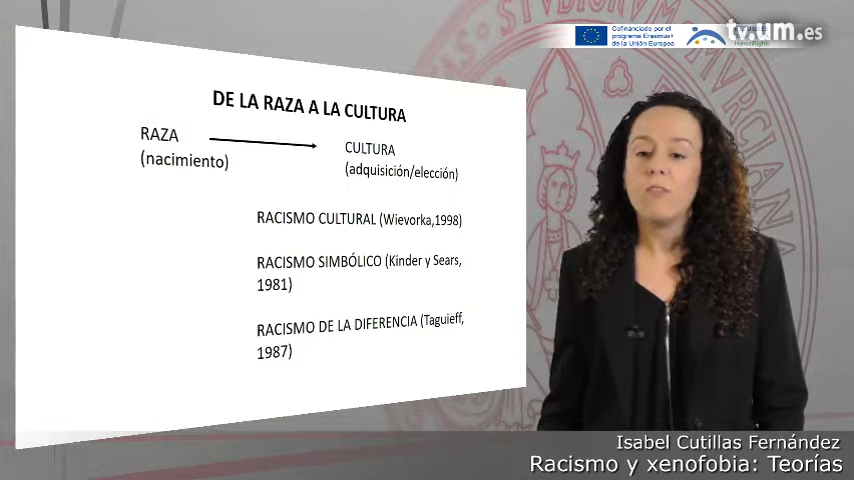 Cofinanciado por el
programa Erasmus+
de la Unión Europea
tv.um.es
DE LA RAZA A LA CULTURA
RAZA
(nacimiento)
CULTURA
(adquisición/elección)
RACISMO CULTURAL (Wievorka,1998)
RACISMO SIMBÓLICO (Kinder y Sears,
1981)
RACISMO DE LA DIFERENCIA (Taguieff,
1987)
Isabel Cutillas Fernández
Racismo y xenofobia: Teorías